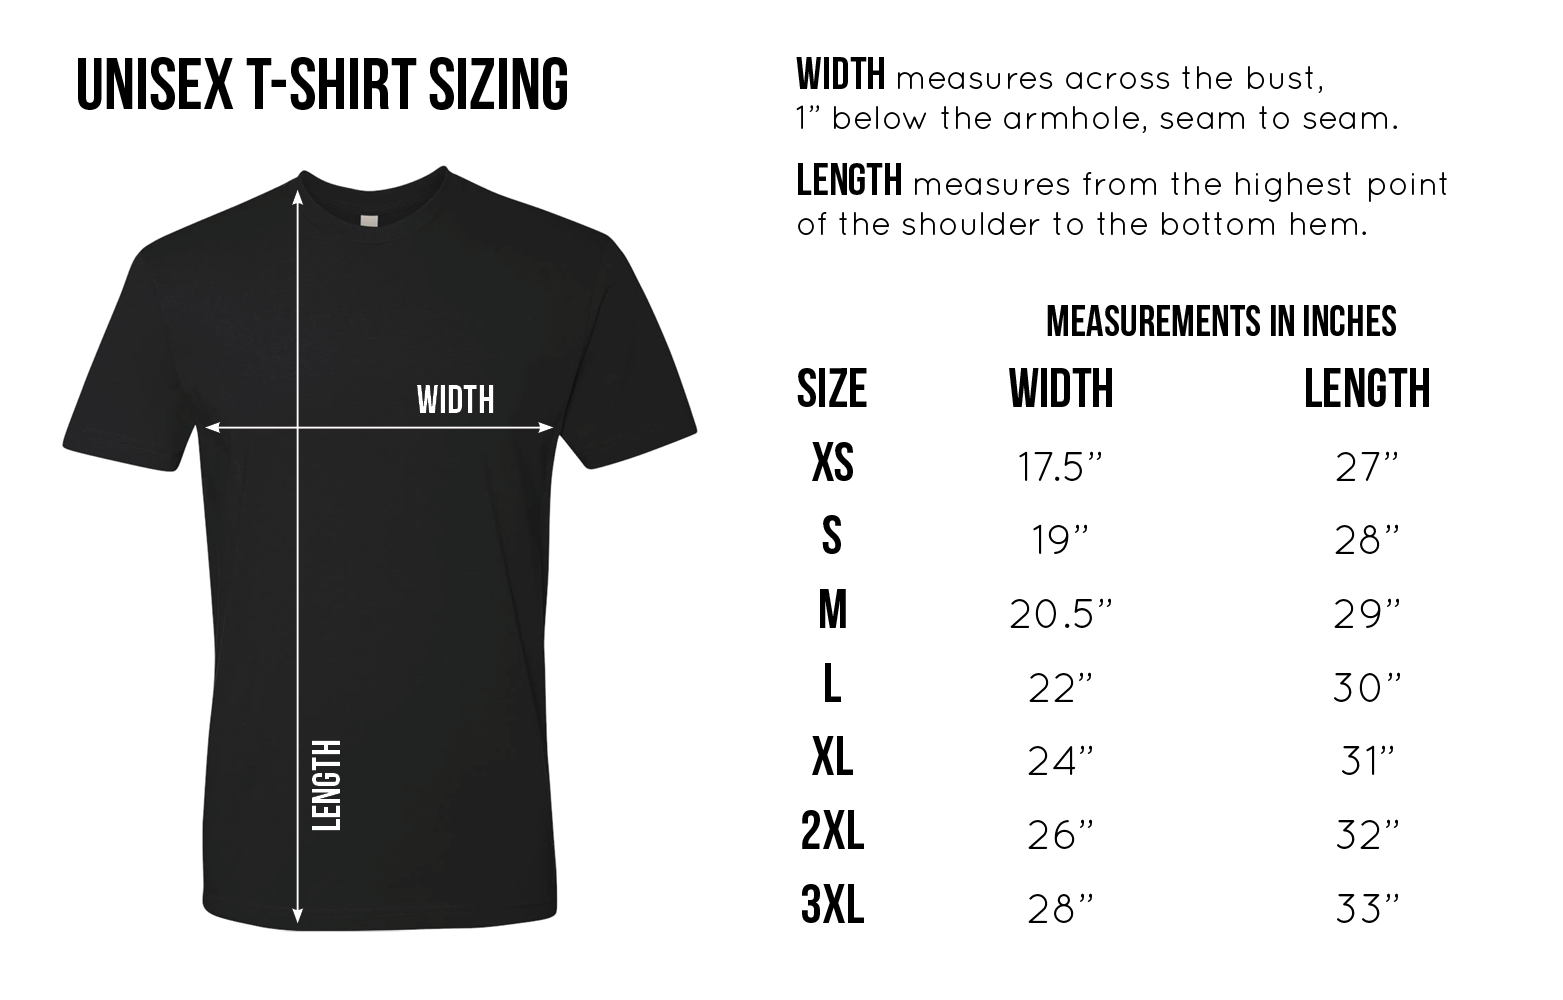 UNISEX T-SHIRT SIZING
WIDTH
LENGTH
WIDTH measures across the bust,
1” below the armhole, seam to seam.
LENGTH measures from the highest point
of the shoulder to the bottom hem.
MEASUREMENTS IN INCHES
SIZE WIDTH LENGTH
XS 17.5” 27”
S 19” 28”
M 20.5” 29”
L 22” 30”
XL 24” 31”
2XL 26” 32”
3XL 28” 33”